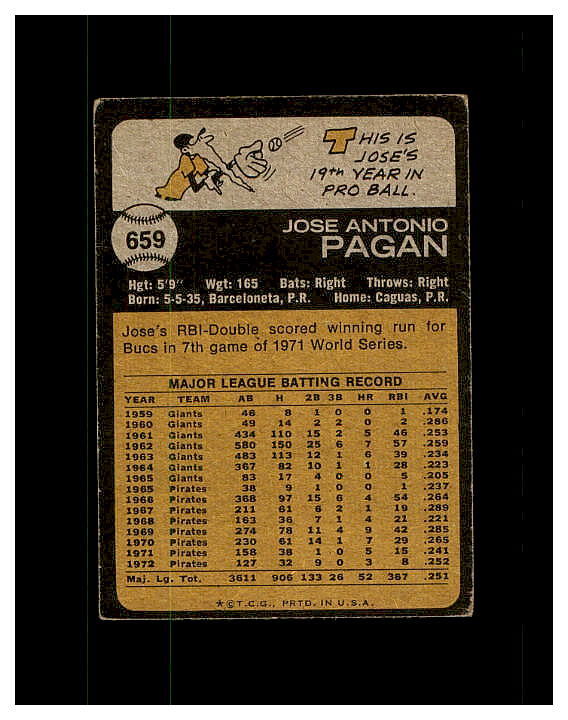 THIS IS
JOSE'S
19TH YEAR IN
PRO BALL.
659
JOSE ANTONIO
PAGAN
Hgt: 5'9" Wgt: 165 Bats: Right Throws: Right
Born: 5-5-35, Barceloneta, P.R. Home: Caguas, P.R.
Jose's RBI-Double scored winning run for
Bucs in 7th game of 1971 World Series.
MAJOR LEAGUE BATTING RECORD
YEAR TEAM AB H 2B 3B HR RBI AVG
1959 Giants 46 8 1 0 0 1 .174
1960 Giants 49 14 2 2 0 2 .286
1961 Giants 434 110 15 2 5 46 .253
1962 Giants 580 150 25 6 7 57 .259
1963 Giants 483 113 12 1 6 39 .234
1964 Giants 367 82 10 1 1 28 .223
1965 Giants 83 17 4 0 0 5 .205
1965 Pirates 38 9 1 0 0 1 .237
1966 Pirates 368 97 15 6 4 54 .264
1967 Pirates 211 61 6 2 1 19 .289
1968 Pirates 163 36 7 1 4 21 .221
1969 Pirates 274 78 11 4 9 42 .285
1970 Pirates 230 61 14 1 7 29 .265
1971 Pirates 158 38 1 0 5 15 .241
1972 Pirates 127 32 9 0 3 8 .252
Maj. Lg. Tot. 3611 906 133 26 52 367 .251
*©T.C.G., PRTD. IN U.S.A.